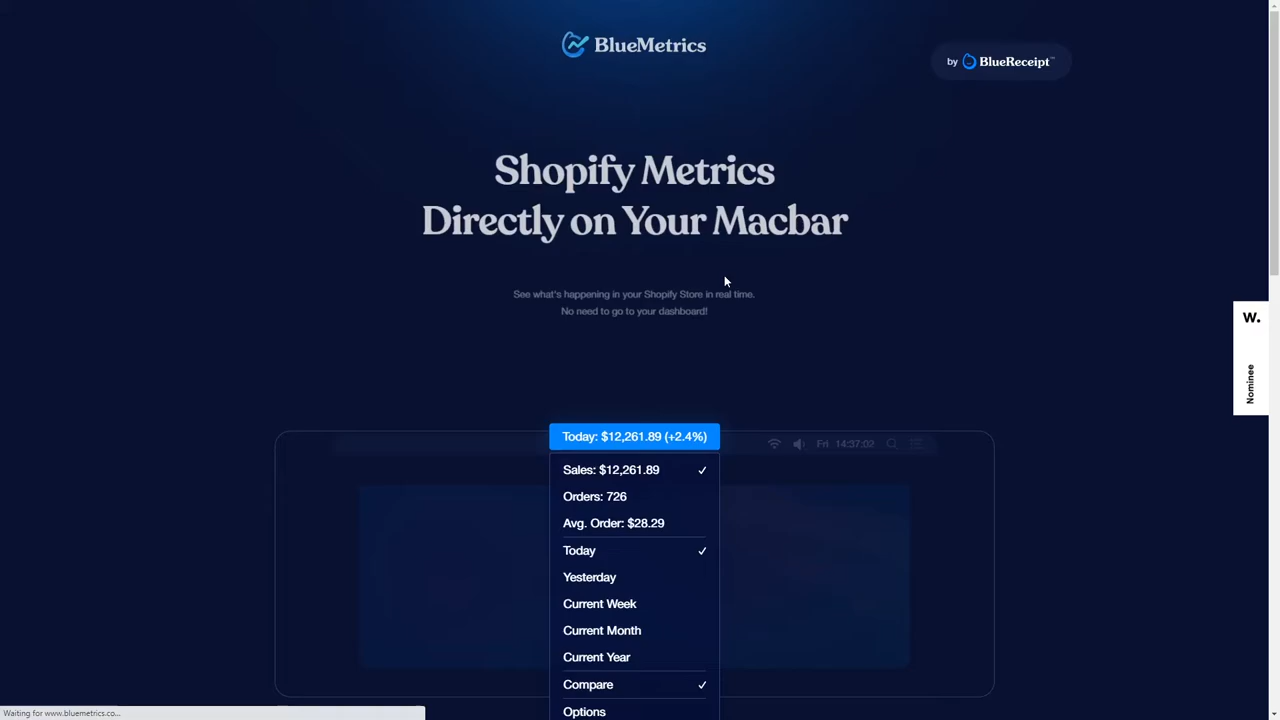 BlueMetrics
by BlueReceipt™
Shopify Metrics
Directly on Your Macbar
See what's happening in your Shopify Store in real time.
No need to go to your dashboard!
W.
Nominee
Today: $12,261.89 (+2.4%)
Fri 14:37:02
Sales: $12,261.89 ✓
Orders: 726
Avg. Order: $28.29
Today ✓
Yesterday
Current Week
Current Month
Current Year
Compare ✓
Options
Waiting for www.bluemetrics.co...